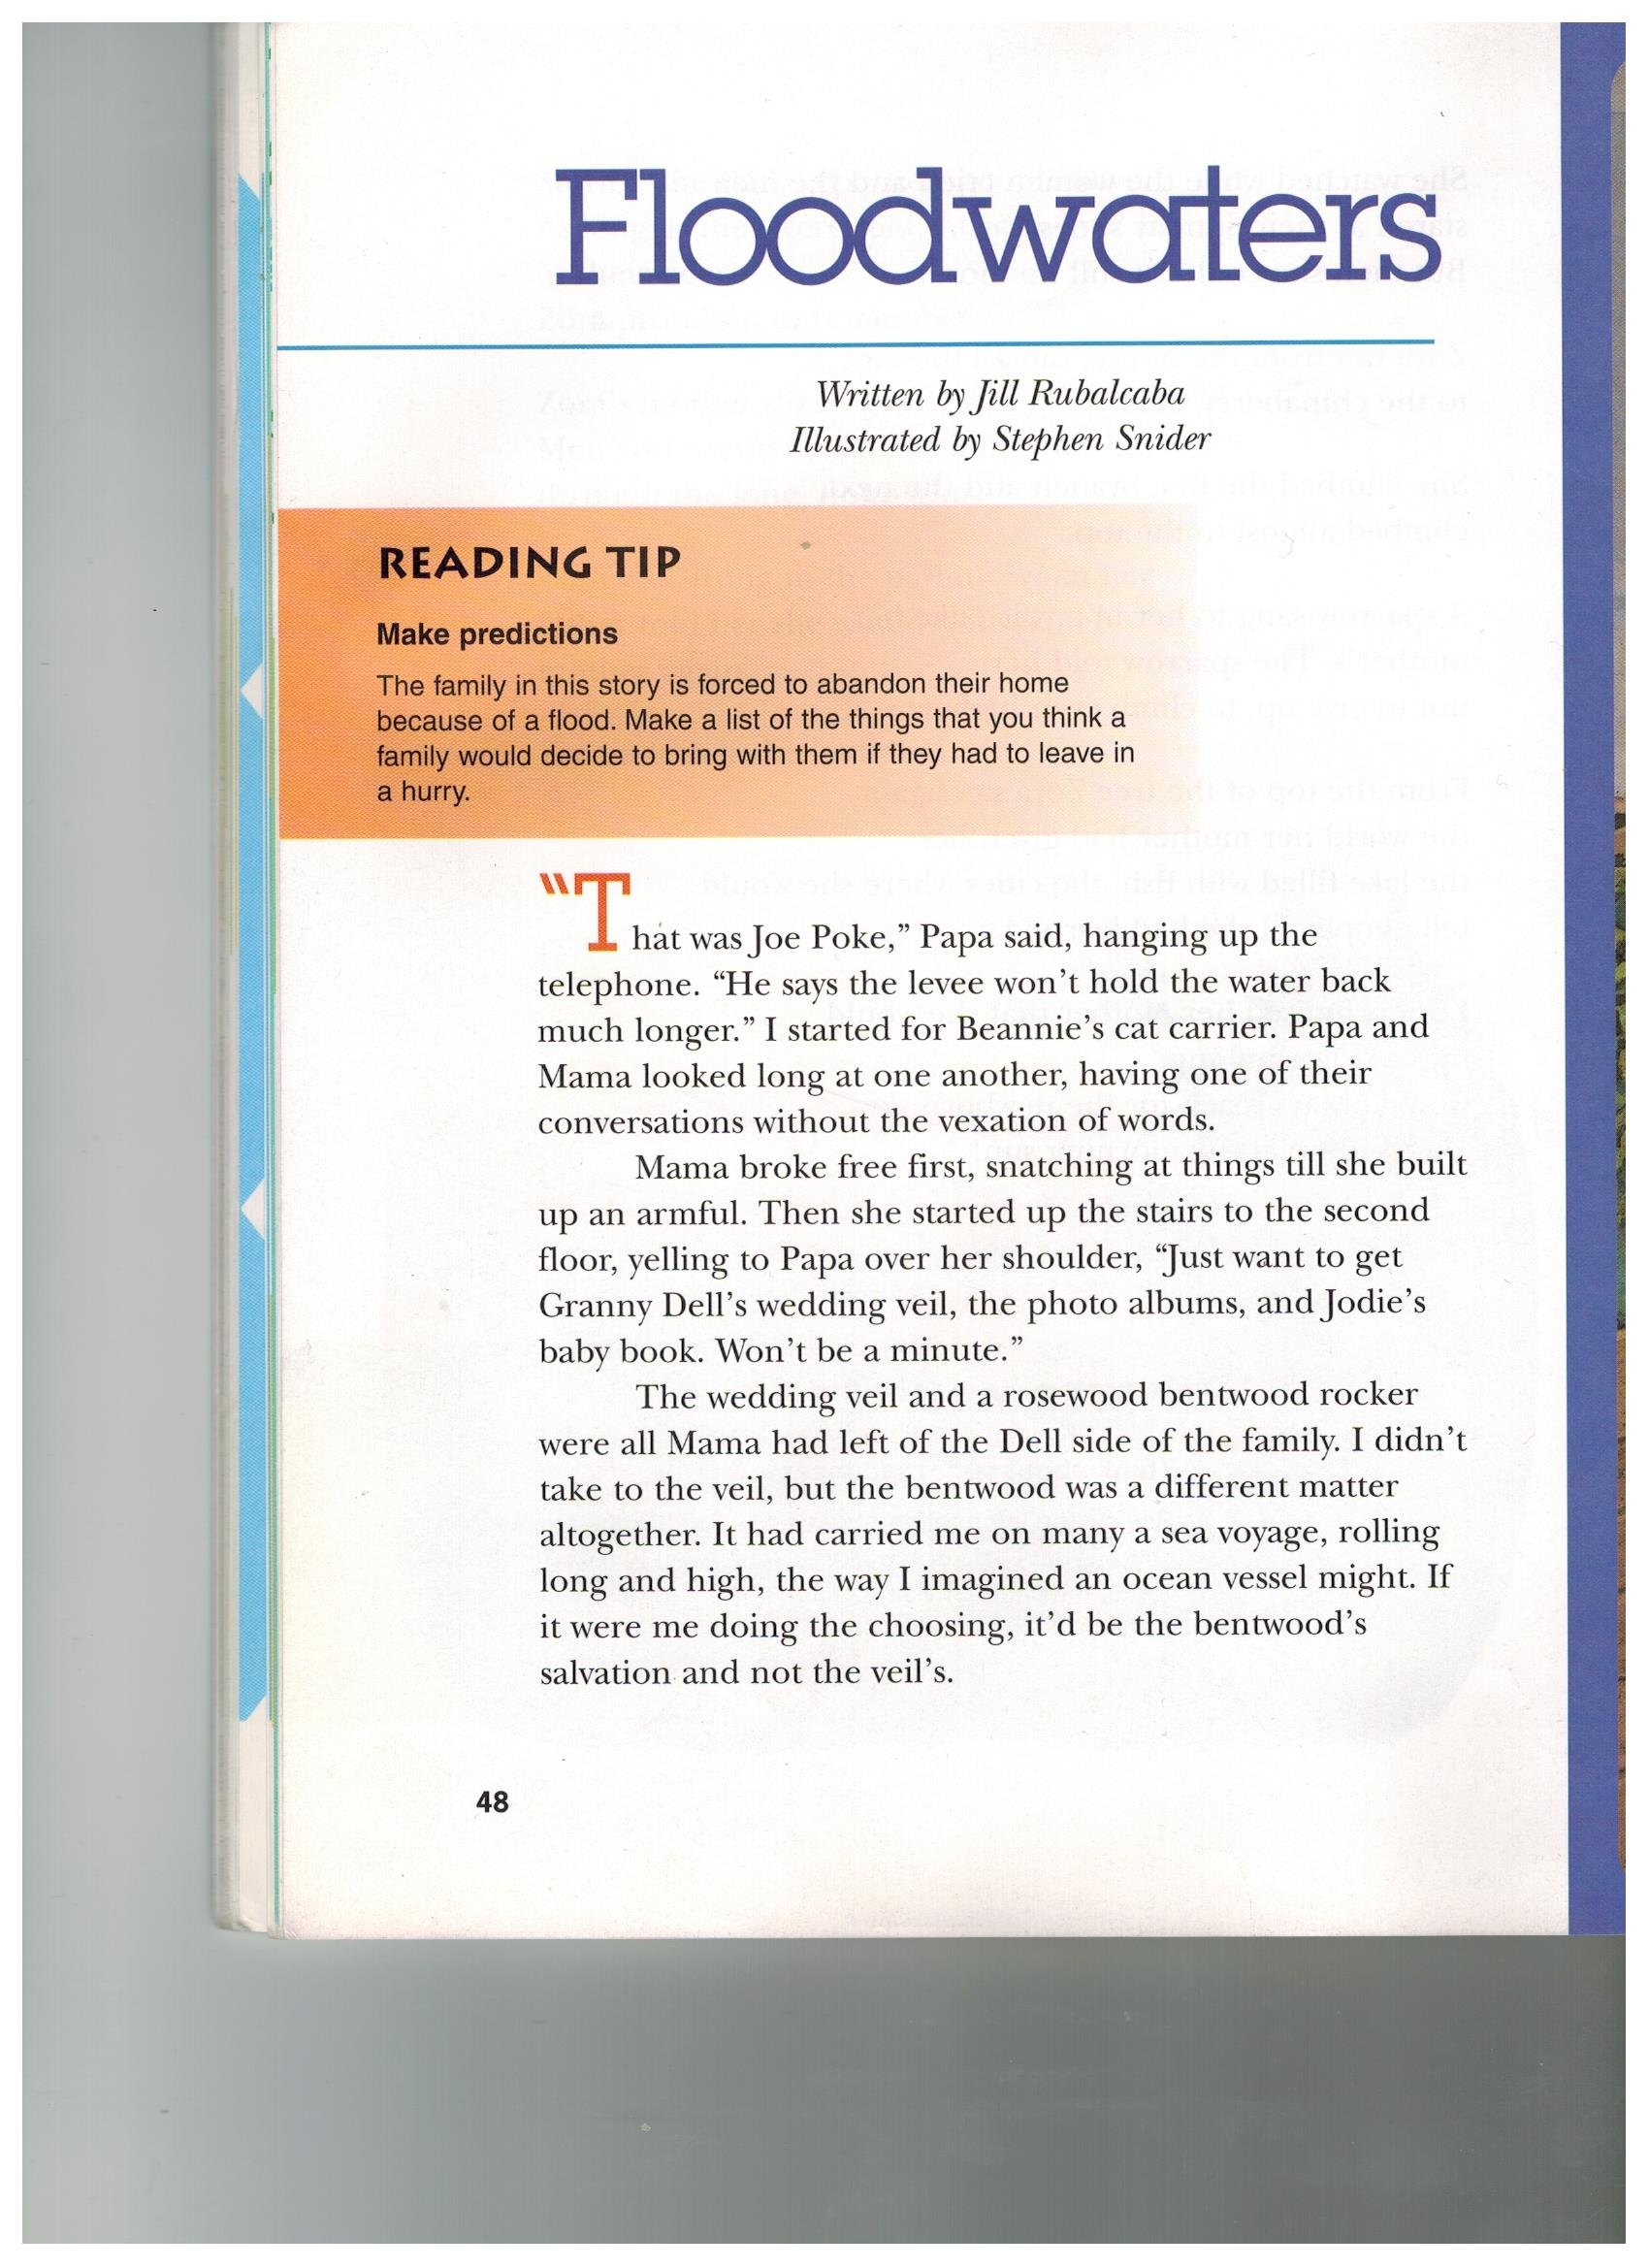 Floodwaters
Written by Jill Rubalcaba
Illustrated by Stephen Snider
READING TIP
Make predictions
The family in this story is forced to abandon their home
because of a flood. Make a list of the things that you think a
family would decide to bring with them if they had to leave in
a hurry.
“That was Joe Poke,” Papa said, hanging up the
telephone. “He says the levee won’t hold the water back
much longer.” I started for Beannie’s cat carrier. Papa and
Mama looked long at one another, having one of their
conversations without the vexation of words.
Mama broke free first, snatching at things till she built
up an armful. Then she started up the stairs to the second
floor, yelling to Papa over her shoulder, “Just want to get
Granny Dell’s wedding veil, the photo albums, and Jodie’s
baby book. Won’t be a minute.”
The wedding veil and a rosewood bentwood rocker
were all Mama had left of the Dell side of the family. I didn’t
take to the veil, but the bentwood was a different matter
altogether. It had carried me on many a sea voyage, rolling
long and high, the way I imagined an ocean vessel might. If
it were me doing the choosing, it’d be the bentwood’s
salvation and not the veil’s.
48